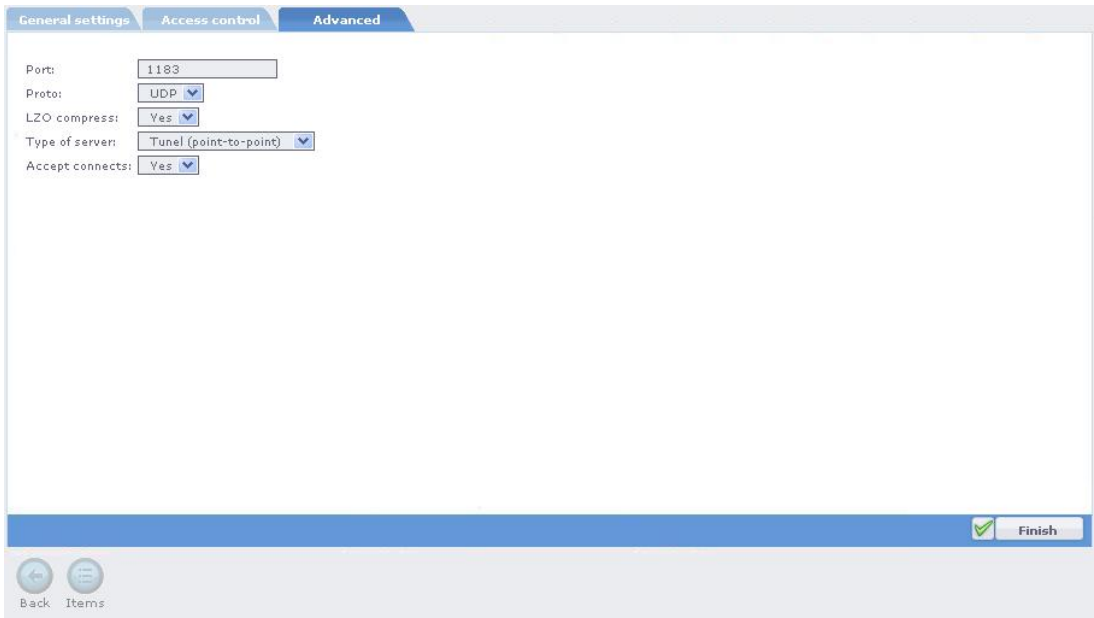 General settings Access control Advanced
Port: 1183
Proto: UDP
LZO compress: Yes
Type of server: Tunel (point-to-point)
Accept connects: Yes
Finish
Back Items